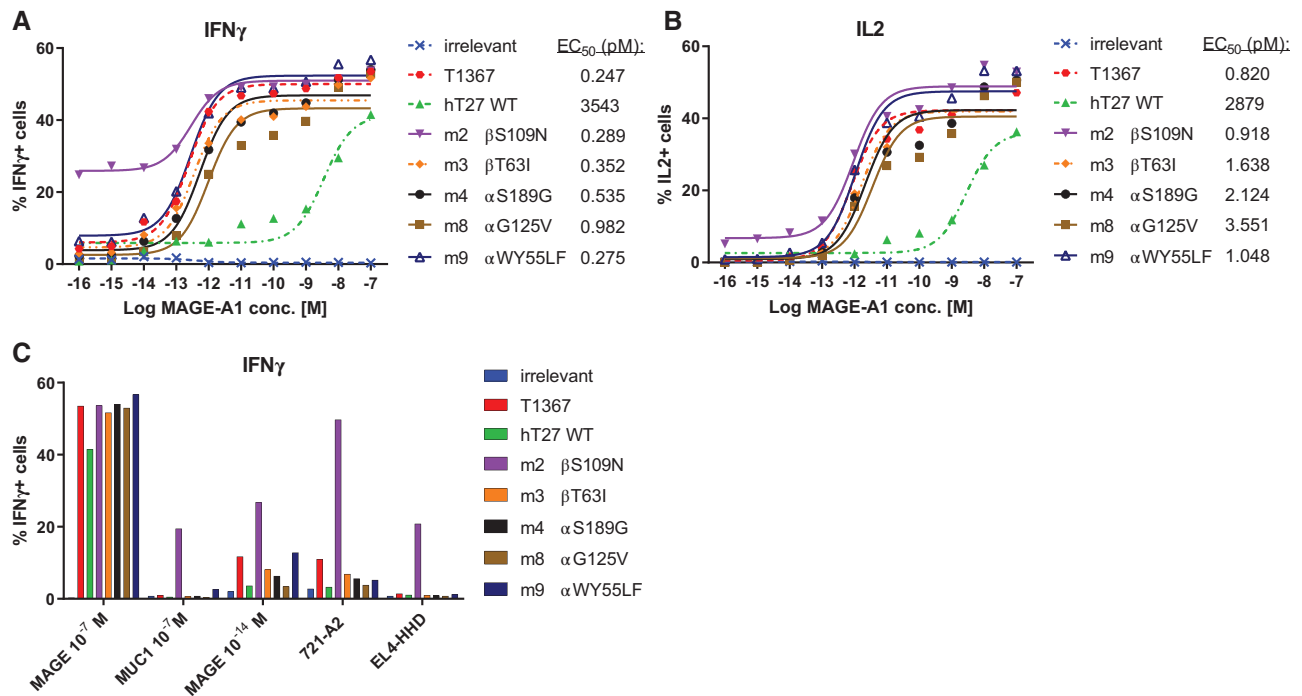 A
IFNγ
% IFNγ+ cells
60
40
20
0
-16 -15 -14 -13 -12 -11 -10 -9 -8 -7
Log MAGE-A1 conc. [M]
EC50 (pM):
irrelevant
T1367 0.247
hT27 WT 3543
m2 βS109N 0.289
m3 βT63I 0.352
m4 αS189G 0.535
m8 αG125V 0.982
m9 αWY55LF 0.275
B
IL2
% IL2+ cells
60
40
20
0
-16 -15 -14 -13 -12 -11 -10 -9 -8 -7
Log MAGE-A1 conc. [M]
EC50 (pM):
irrelevant
T1367 0.820
hT27 WT 2879
m2 βS109N 0.918
m3 βT63I 1.638
m4 αS189G 2.124
m8 αG125V 3.551
m9 αWY55LF 1.048
C
IFNγ
% IFNγ+ cells
60
40
20
0
MAGE 10⁻⁷ M
MUC1 10⁻⁷ M
MAGE 10⁻¹⁴ M
721-A2
EL4-HHD
irrelevant
T1367
hT27 WT
m2 βS109N
m3 βT63I
m4 αS189G
m8 αG125V
m9 αWY55LF